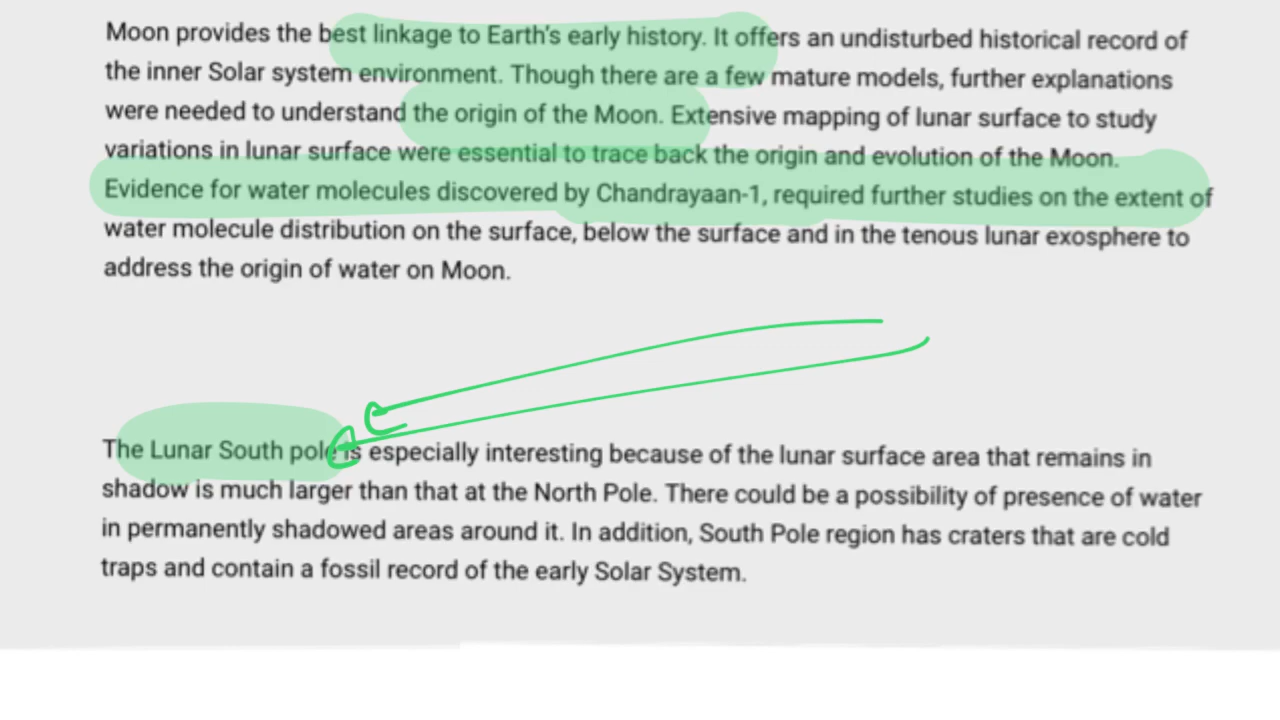 Moon provides the best linkage to Earth's early history. It offers an undisturbed historical record of
the inner Solar system environment. Though there are a few mature models, further explanations
were needed to understand the origin of the Moon. Extensive mapping of lunar surface to study
variations in lunar surface were essential to trace back the origin and evolution of the Moon.
Evidence for water molecules discovered by Chandrayaan-1, required further studies on the extent of
water molecule distribution on the surface, below the surface and in the tenous lunar exosphere to
address the origin of water on Moon.
The Lunar South pole is especially interesting because of the lunar surface area that remains in
shadow is much larger than that at the North Pole. There could be a possibility of presence of water
in permanently shadowed areas around it. In addition, South Pole region has craters that are cold
traps and contain a fossil record of the early Solar System.